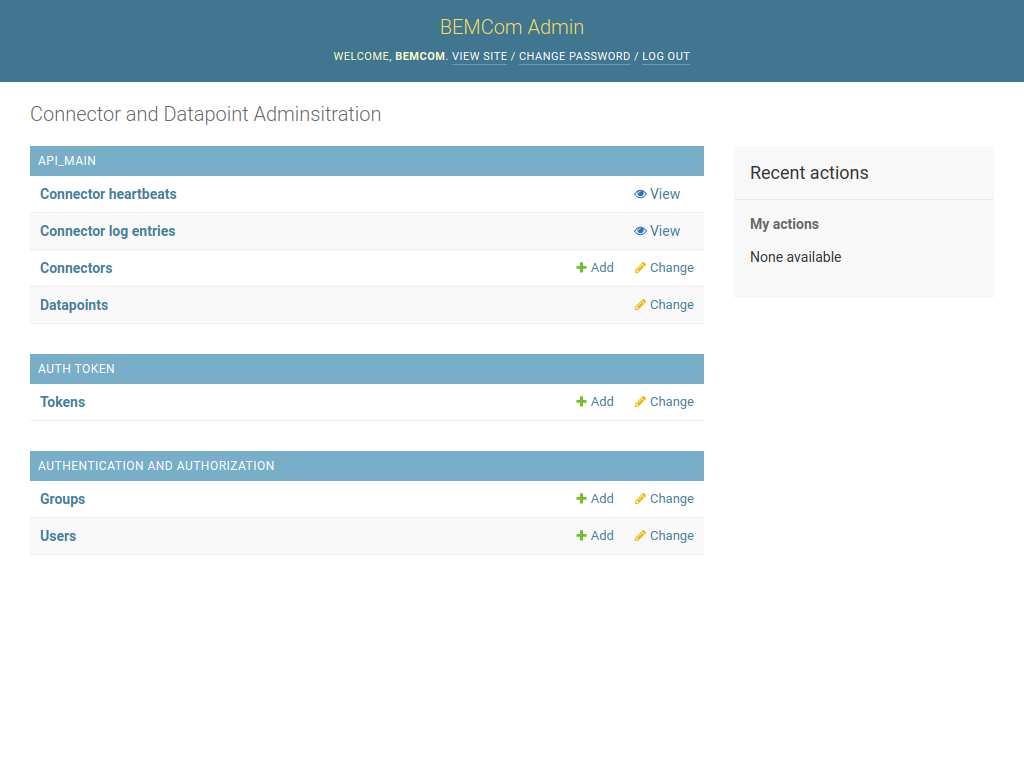 BEMCom Admin
WELCOME, BEMCOM. VIEW SITE / CHANGE PASSWORD / LOG OUT
Connector and Datapoint Adminsitration
API_MAIN
Connector heartbeats View
Connector log entries View
Connectors Add Change
Datapoints Change
AUTH TOKEN
Tokens Add Change
AUTHENTICATION AND AUTHORIZATION
Groups Add Change
Users Add Change
Recent actions
My actions
None available